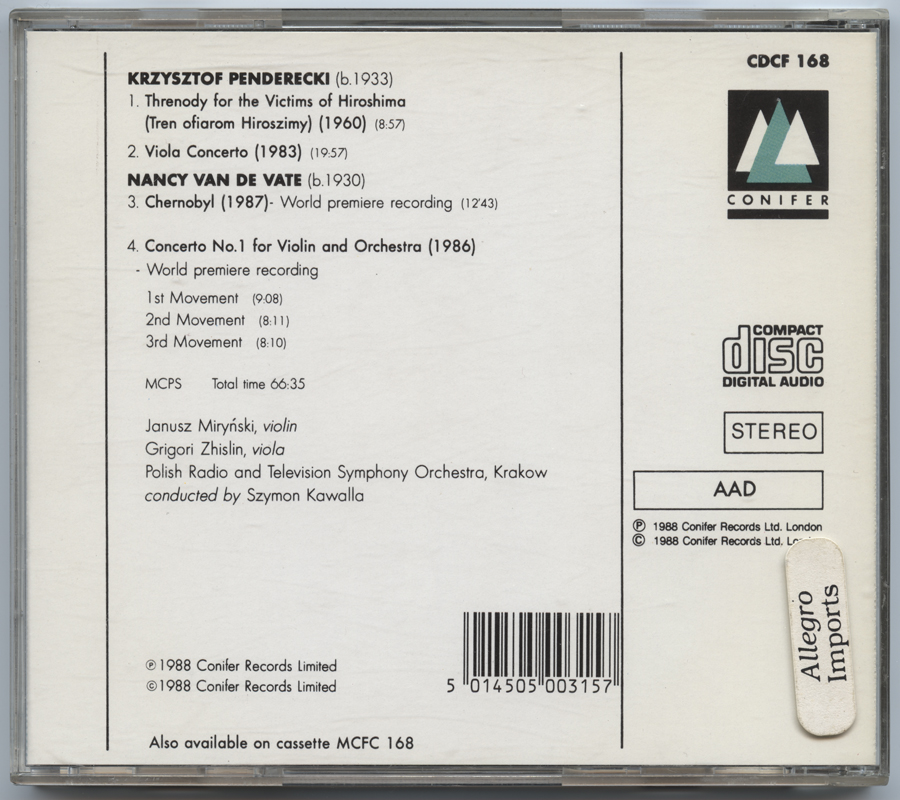 KRZYSZTOF PENDERECKI (b.1933)
1. Threnody for the Victims of Hiroshima
(Tren ofiarom Hiroszimy) (1960) (8:57)
2. Viola Concerto (1983) (19:57)
NANCY VAN DE VATE (b.1930)
3. Chernobyl (1987)- World premiere recording (12'43)
4. Concerto No.1 for Violin and Orchestra (1986)
- World premiere recording
1st Movement (9:08)
2nd Movement (8:11)
3rd Movement (8:10)
MCPS Total time 66:35
Janusz Miryński, violin
Grigori Zhislin, viola
Polish Radio and Television Symphony Orchestra, Krakow
conducted by Szymon Kawalla
℗1988 Conifer Records Limited
©1988 Conifer Records Limited
5 014505 003157
Also available on cassette MCFC 168
CDCF 168
CONIFER
COMPACT
disc
DIGITAL AUDIO
STEREO
AAD
℗ 1988 Conifer Records Ltd. London
© 1988 Conifer Records Ltd.
Allegro
Imports